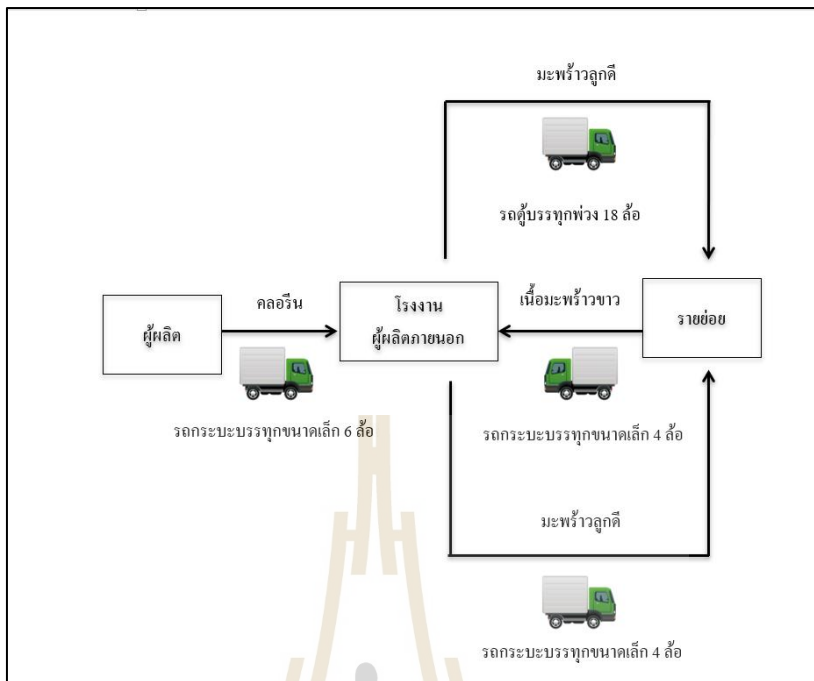 มะพร้าวลูกดี
รถตู้บรรทุกพ่วง 18 ล้อ
ผู้ผลิต
คลอรีน
โรงงาน
ผู้ผลิตภายนอก
เนื้อมะพร้าวขาว
รายย่อย
รถกระบะบรรทุกขนาดเล็ก 6 ล้อ
รถกระบะบรรทุกขนาดเล็ก 4 ล้อ
มะพร้าวลูกดี
รถกระบะบรรทุกขนาดเล็ก 4 ล้อ